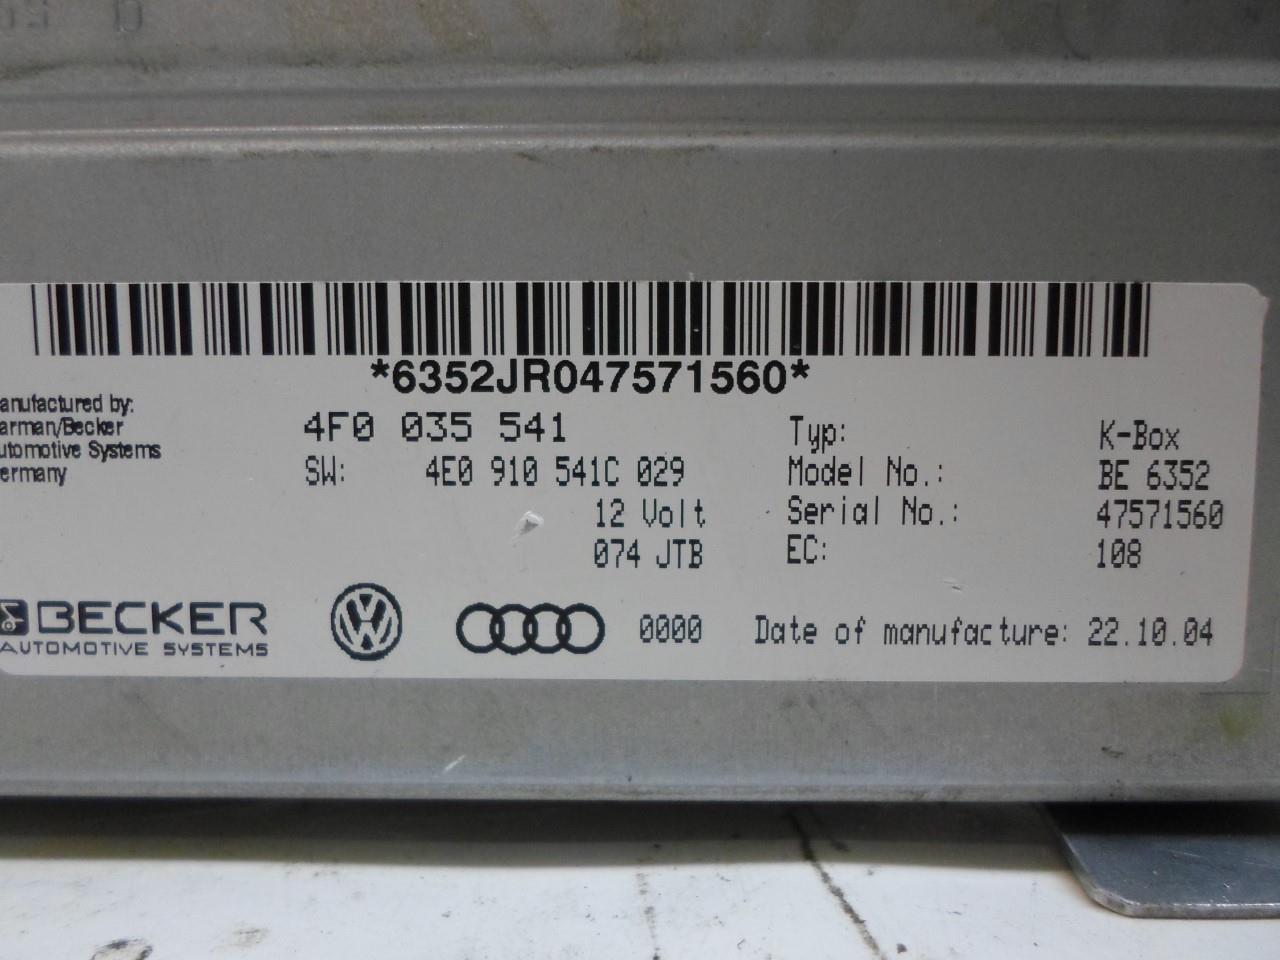 *6352JR047571560*
anufactured by:
arman/Becker
utomotive Systems
ermany
4F0 035 541
SW: 4E0 910 541C 029
12 Volt
074 JTB
Typ: K-Box
Model No.: BE 6352
Serial No.: 47571560
EC: 108
BECKER
AUTOMOTIVE SYSTEMS
VW
0000 Date of manufacture: 22.10.04